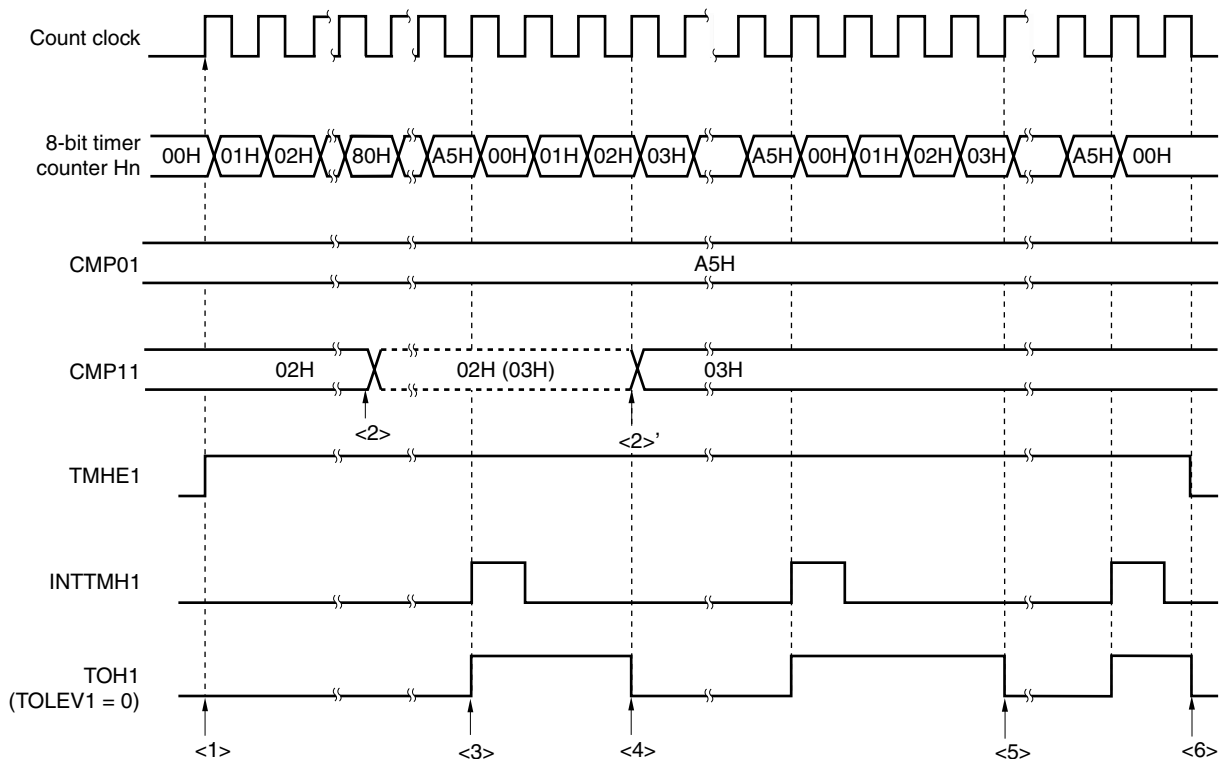 Count clock
8-bit timer
counter Hn
00H 01H 02H 80H A5H 00H 01H 02H 03H A5H 00H 01H 02H 03H A5H 00H
CMP01
A5H
CMP11
02H 02H (03H) 03H
<2> <2>’
TMHE1
INTTMH1
TOH1
(TOLEV1 = 0)
<1> <3> <4> <5> <6>